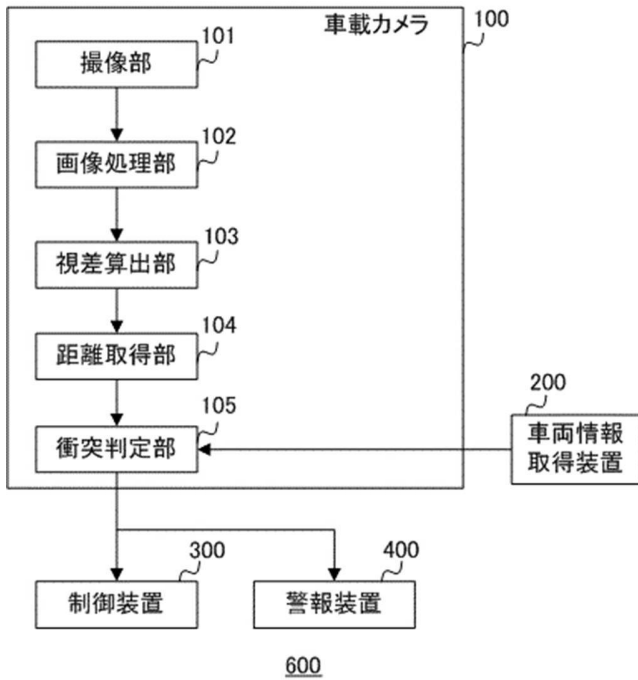 車載カメラ
100
101
撮像部
102
画像処理部
103
視差算出部
104
距離取得部
105
衝突判定部
200
車両情報
取得装置
300
制御装置
400
警報装置
600